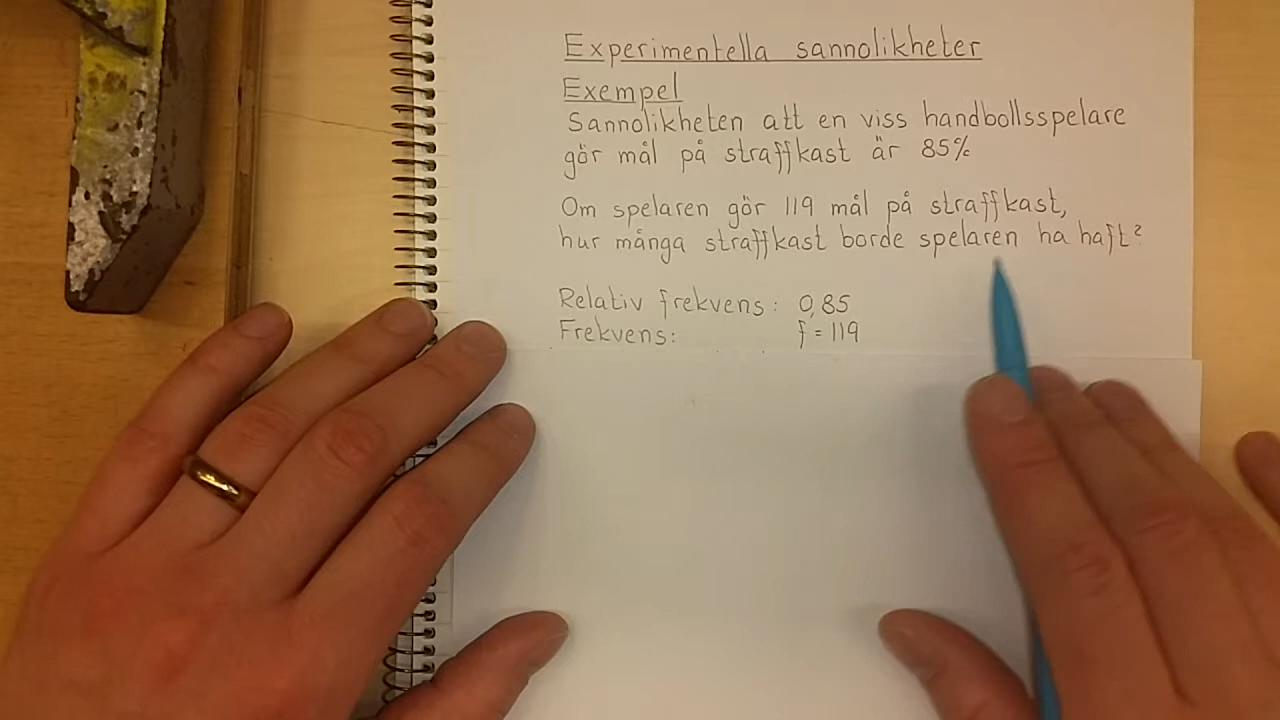 Experimentella sannolikheter
Exempel
Sannolikheten att en viss handbollsspelare
gör mål på straffkast är 85%
Om spelaren gör 119 mål på straffkast,
hur många straffkast borde spelaren ha haft?
Relativ frekvens: 0,85
Frekvens: f = 119